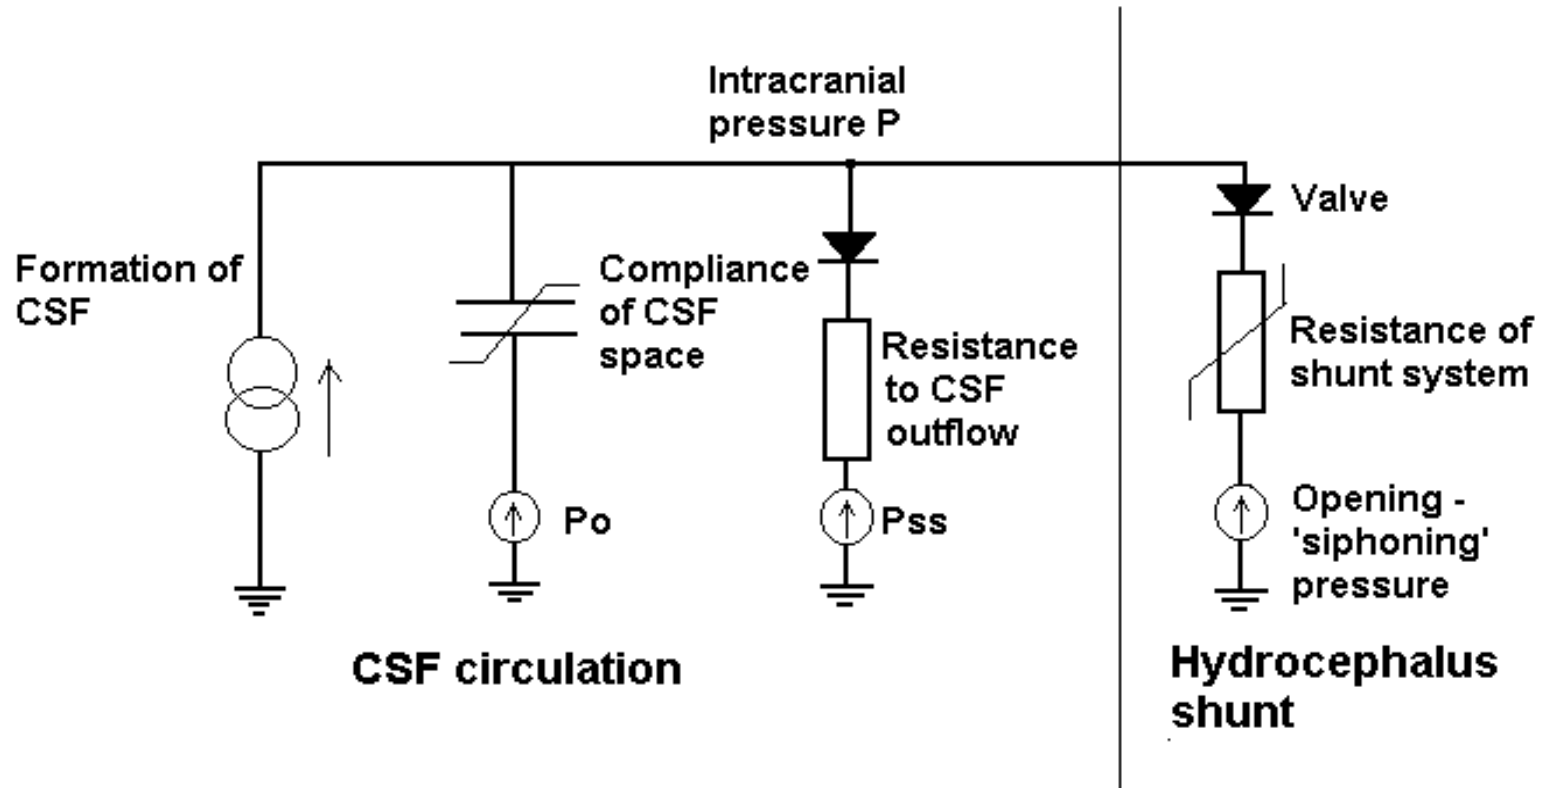 Intracranial
pressure P
Formation of
CSF
Compliance
of CSF
space
Resistance
to CSF
outflow
Po
Pss
Valve
Resistance of
shunt system
Opening -
'siphoning'
pressure
CSF circulation
Hydrocephalus
shunt